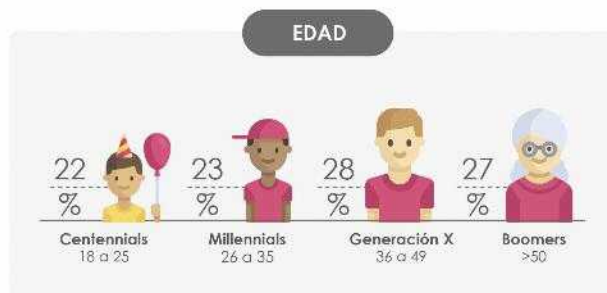 EDAD
22
%
23
%
28
%
27
%
Centennials
18 a 25
Millennials
26 a 35
Generación X
36 a 49
Boomers
>50